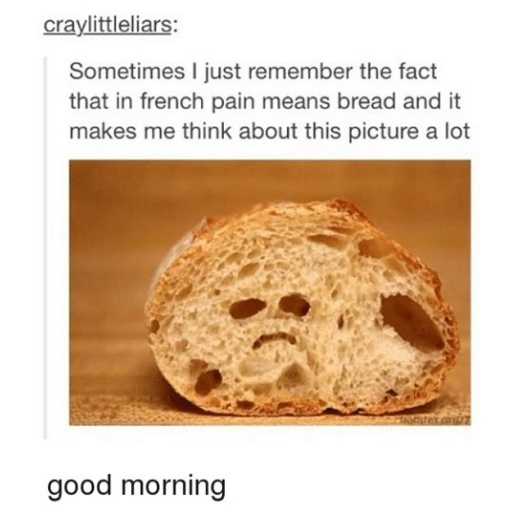 craylittleliars:
Sometimes I just remember the fact
that in french pain means bread and it
makes me think about this picture a lot
good morning